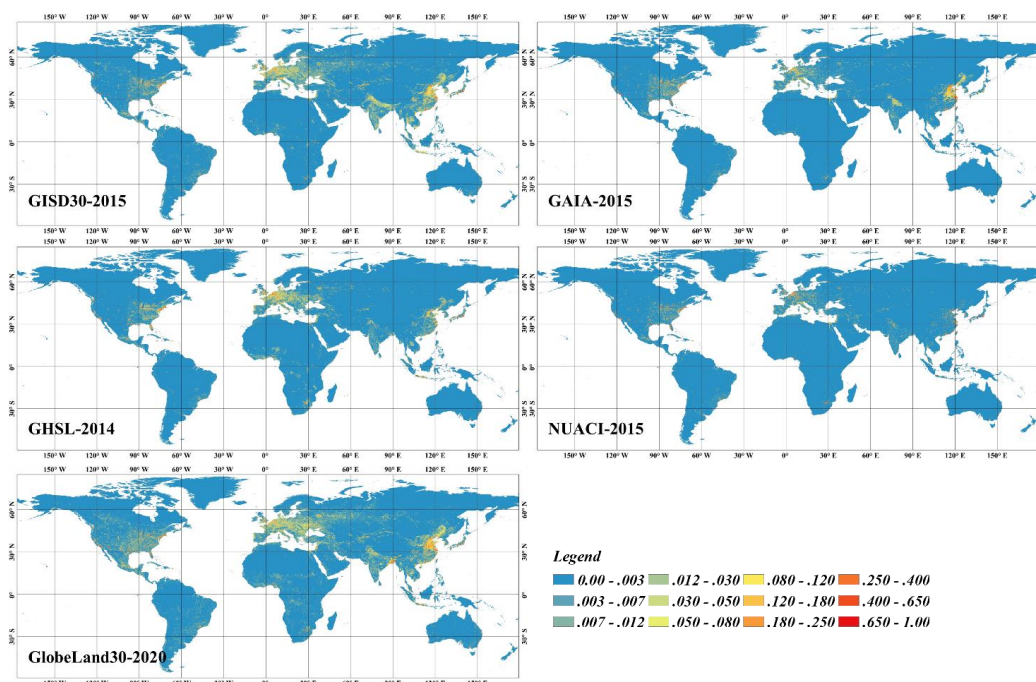 150° W 120° W 90° W 60° W 30° W 0° 30° E 60° E 90° E 120° E 150° E
60° N
30° N
0°
30° S
GISD30-2015
150° W 120° W 90° W 60° W 30° W 0° 30° E 60° E 90° E 120° E 150° E
60° N
30° N
0°
30° S
GAIA-2015
150° W 120° W 90° W 60° W 30° W 0° 30° E 60° E 90° E 120° E 150° E
60° N
30° N
0°
30° S
GHSL-2014
150° W 120° W 90° W 60° W 30° W 0° 30° E 60° E 90° E 120° E 150° E
60° N
30° N
0°
30° S
NUACI-2015
150° W 120° W 90° W 60° W 30° W 0° 30° E 60° E 90° E 120° E 150° E
60° N
30° N
0°
30° S
GlobeLand30-2020
Legend
0.00 - .003 .012 - .030 .080 - .120 .250 - .400
.003 - .007 .030 - .050 .120 - .180 .400 - .650
.007 - .012 .050 - .080 .180 - .250 .650 - 1.00